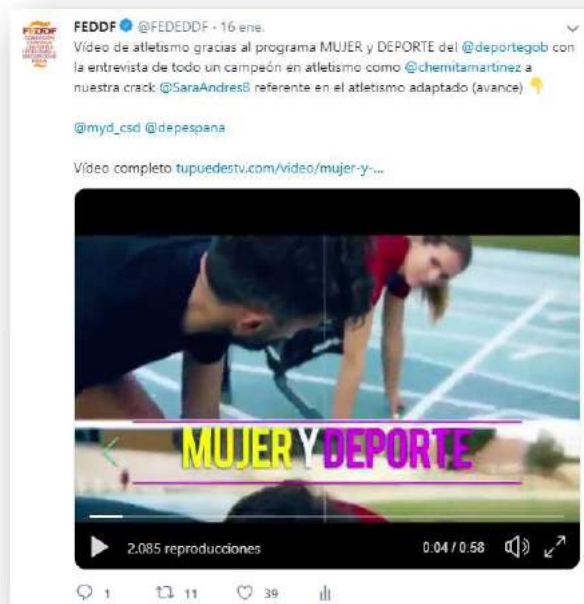 FEDDF @FEDEDDF · 16 ene.
Vídeo de atletismo gracias al programa MUJER y DEPORTE del @deportegob con
la entrevista de todo un campeón en atletismo como @chemitamartinez a
nuestra crack @SaraAndres8 referente en el atletismo adaptado (avance) 👇
@myd_csd @depespana
Vídeo completo tupuedestv.com/video/mujer-y-...
MUJER Y DEPORTE
2.085 reproducciones 0:04 / 0:58
1 11 39